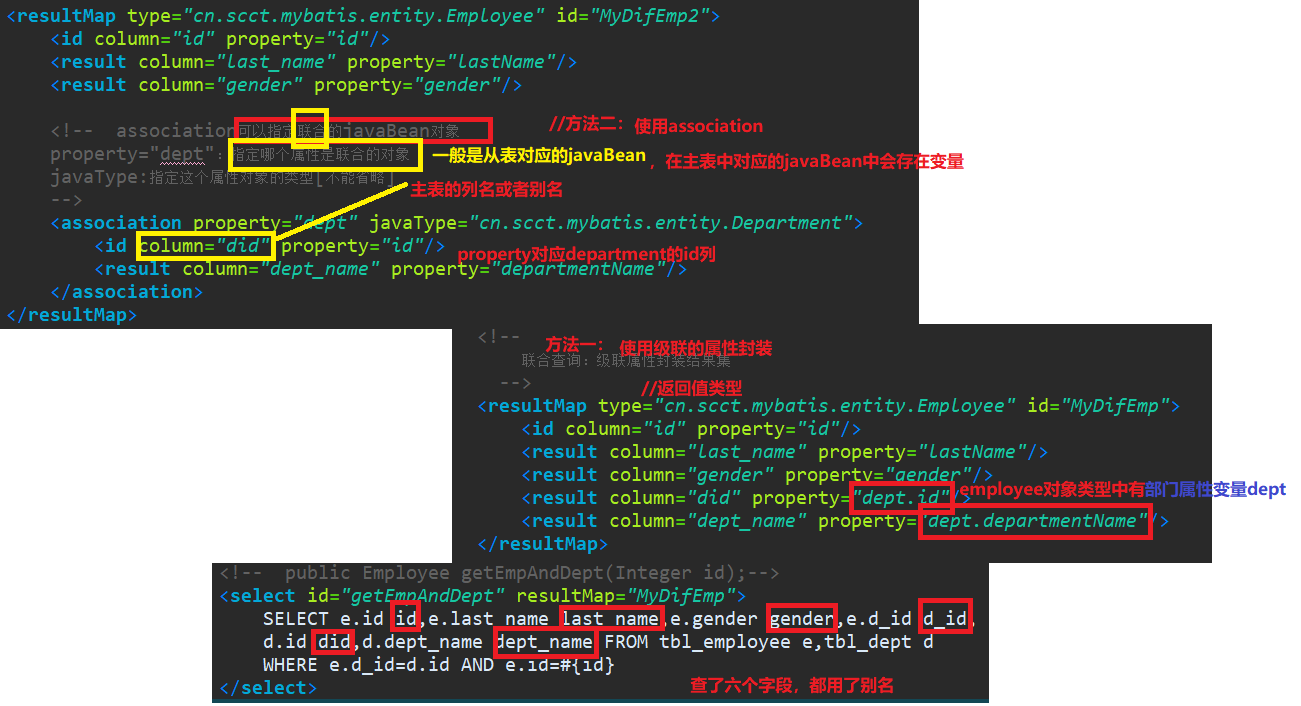 <resultMap type="cn.scct.mybatis.entity.Employee" id="MyDifEmp2">
<id column="id" property="id"/>
<result column="last_name" property="lastName"/>
<result column="gender" property="gender"/>
<!-- association可以指定联合的javaBean对象
//方法二：使用association
property="dept"：指定哪个属性是联合的对象
一般是从表对应的javaBean，在主表中对应的javaBean中会存在变量
javaType:指定这个属性对象的类型[不能省略]
主表的列名或者别名
-->
<association property="dept" javaType="cn.scct.mybatis.entity.Department">
<id column="did" property="id"/>
property对应department的id列
<result column="dept_name" property="departmentName"/>
</association>
</resultMap>
<!--
方法一： 使用级联的属性封装
联合查询：级联属性封装结果集
-->
//返回值类型
<resultMap type="cn.scct.mybatis.entity.Employee" id="MyDifEmp">
<id column="id" property="id"/>
<result column="last_name" property="lastName"/>
<result column="gender" property="gender"/>
<result column="did" property="dept.id"/>
employee对象类型中有部门属性变量dept
<result column="dept_name" property="dept.departmentName"/>
</resultMap>
<!-- public Employee getEmpAndDept(Integer id);-->
<select id="getEmpAndDept" resultMap="MyDifEmp">
SELECT e.id id,e.last_name last_name,e.gender gender,e.d_id d_id,
d.id did,d.dept_name dept_name FROM tbl_employee e,tbl_dept d
WHERE e.d_id=d.id AND e.id=#{id}
</select>
查了六个字段，都用了别名